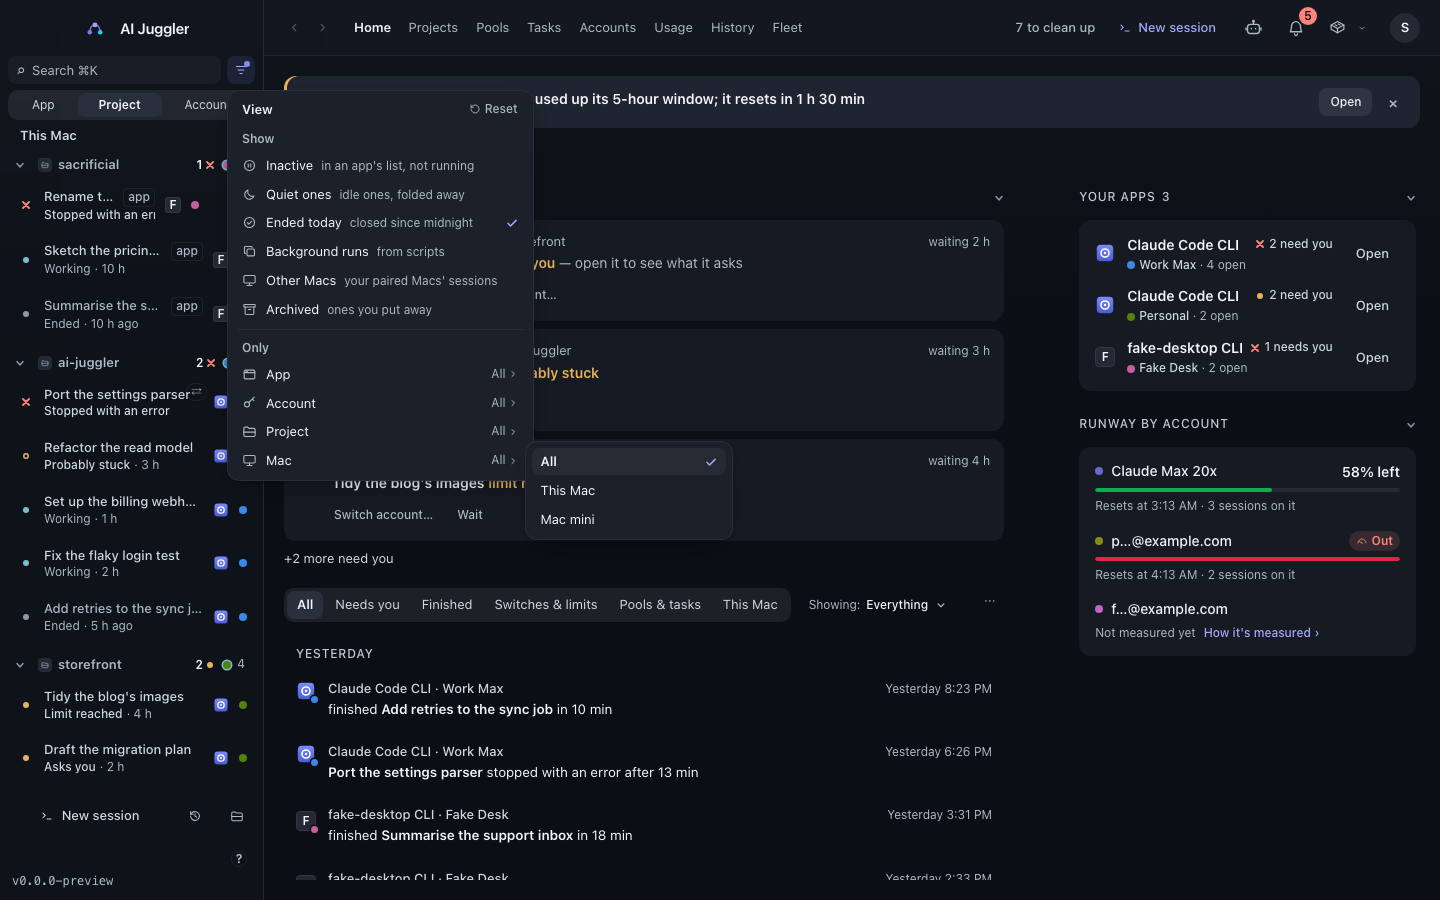 AI Juggler
Search ⌘K
App Project Accoun
This Mac
sacrificial 1
Rename t... app F
Stopped with an
Sketch the pricin... app F
Working · 10 h
Summarise the s... app F
Ended · 10 h ago
ai-juggler 2
Port the settings parser
Stopped with an error
Refactor the read model
Probably stuck · 3 h
Set up the billing webh...
Working · 1 h
Fix the flaky login test
Working · 2 h
Add retries to the sync j...
Ended · 5 h ago
storefront 2 4
Tidy the blog's images
Limit reached · 4 h
Draft the migration plan
Asks you · 2 h
New session
?
v0.0.0-preview
Home Projects Pools Tasks Accounts Usage History Fleet
7 to clean up New session 5 S
used up its 5-hour window; it resets in 1 h 30 min Open ×
View Reset
Show
Inactive in an app's list, not running
Quiet ones idle ones, folded away
Ended today closed since midnight
Background runs from scripts
Other Macs your paired Macs' sessions
Archived ones you put away
Only
App All ›
Account All ›
Project All ›
Mac All ›
All
This Mac
Mac mini
efront waiting 2 h
you — open it to see what it asks
nt...
uggler waiting 3 h
ably stuck
waiting 4 h
Tidy the blog's images limit
Switch account... Wait
+2 more need you
All Needs you Finished Switches & limits Pools & tasks This Mac Showing: Everything ...
YESTERDAY
Claude Code CLI · Work Max Yesterday 8:23 PM
finished Add retries to the sync job in 10 min
Claude Code CLI · Work Max Yesterday 6:26 PM
Port the settings parser stopped with an error after 13 min
F fake-desktop CLI · Fake Desk Yesterday 3:31 PM
finished Summarise the support inbox in 18 min
fake-desktop CLI · Fake Desk Yesterday 2:33 PM
YOUR APPS 3
Claude Code CLI 2 need you
Work Max · 4 open Open
Claude Code CLI 2 need you
Personal · 2 open Open
F fake-desktop CLI 1 needs you
Fake Desk · 2 open Open
RUNWAY BY ACCOUNT
Claude Max 20x 58% left
Resets at 3:13 AM · 3 sessions on it
p...@example.com Out
Resets at 4:13 AM · 2 sessions on it
f...@example.com
Not measured yet How it's measured ›